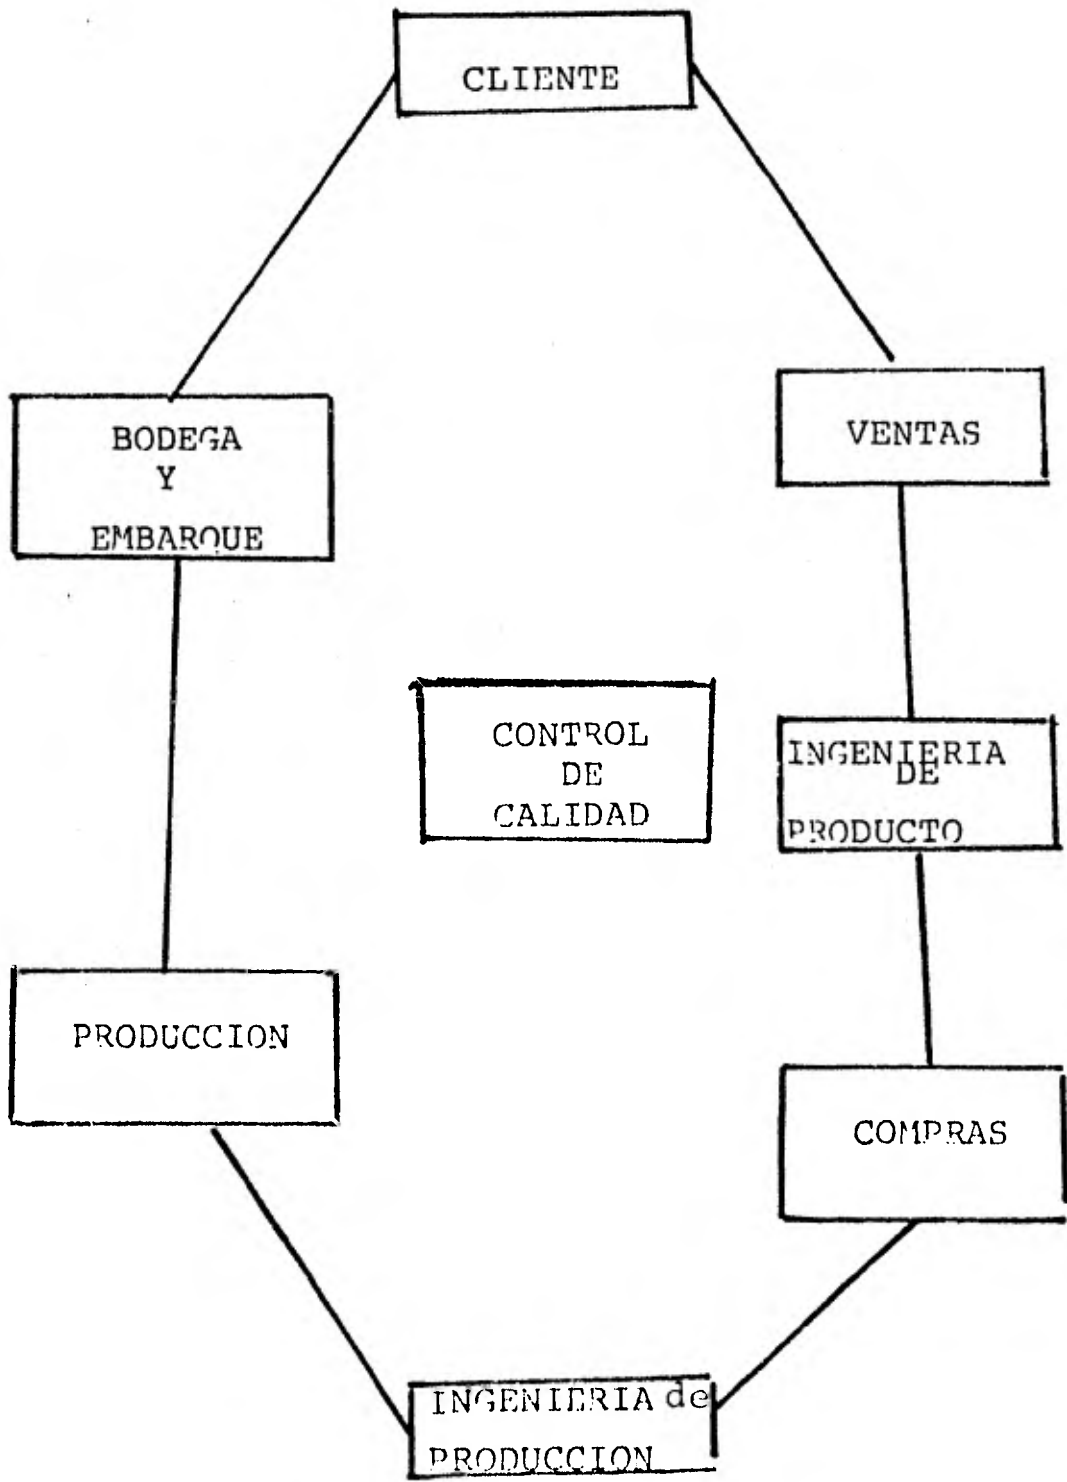 CLIENTE
BODEGA
Y
EMBARQUE
VENTAS
CONTROL
DE
CALIDAD
INGENIERIA
DE
PRODUCTO
PRODUCCION
COMPRAS
INGENIERIA de
PRODUCCION